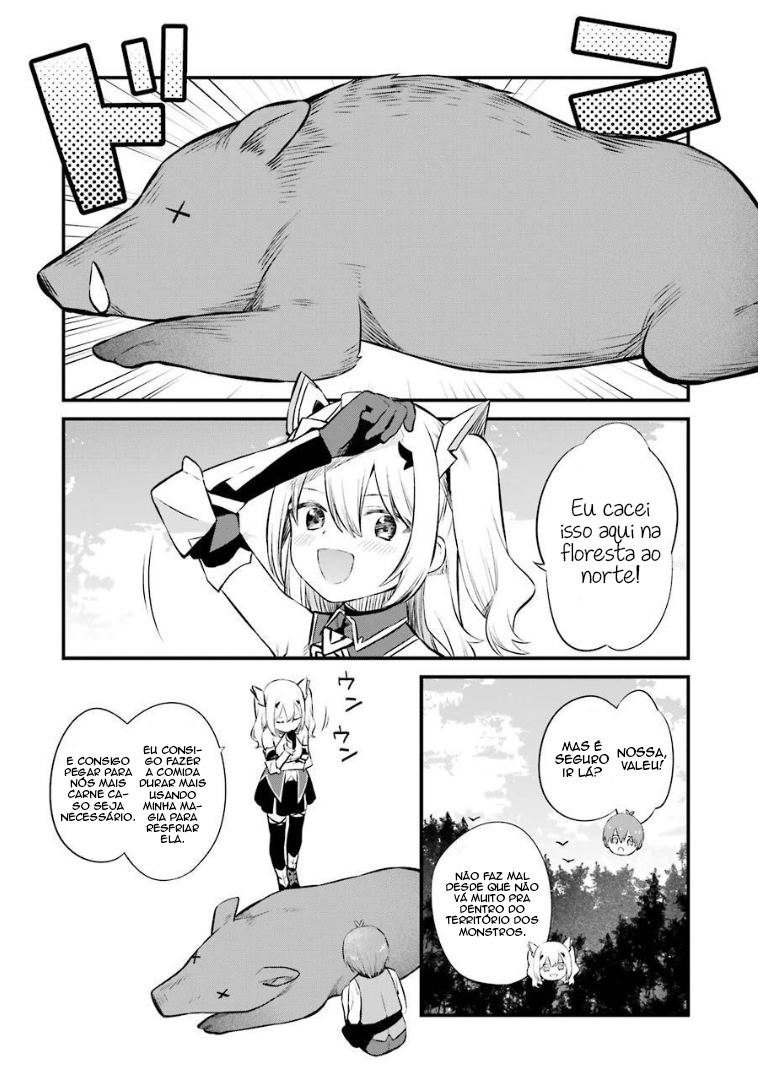 ド
Eu cacei
isso aqui na
floresta ao
norte!
NOSSA,
VALEU!
MAS É
SEGURO
IR LÁ?
NÃO FAZ MAL
DESDE QUE NÃO
VÁ MUITO PRA
DENTRO DO
TERRITÓRIO DOS
MONSTROS.
ウンウン
EU CONSI-
GO FAZER
A COMIDA
DURAR MAIS
USANDO
MINHA MA-
GIA PARA
RESFRIAR
ELA.
E CONSIGO
PEGAR PARA
NÓS MAIS
CARNE CA-
SO SEJA
NECESSÁRIO.